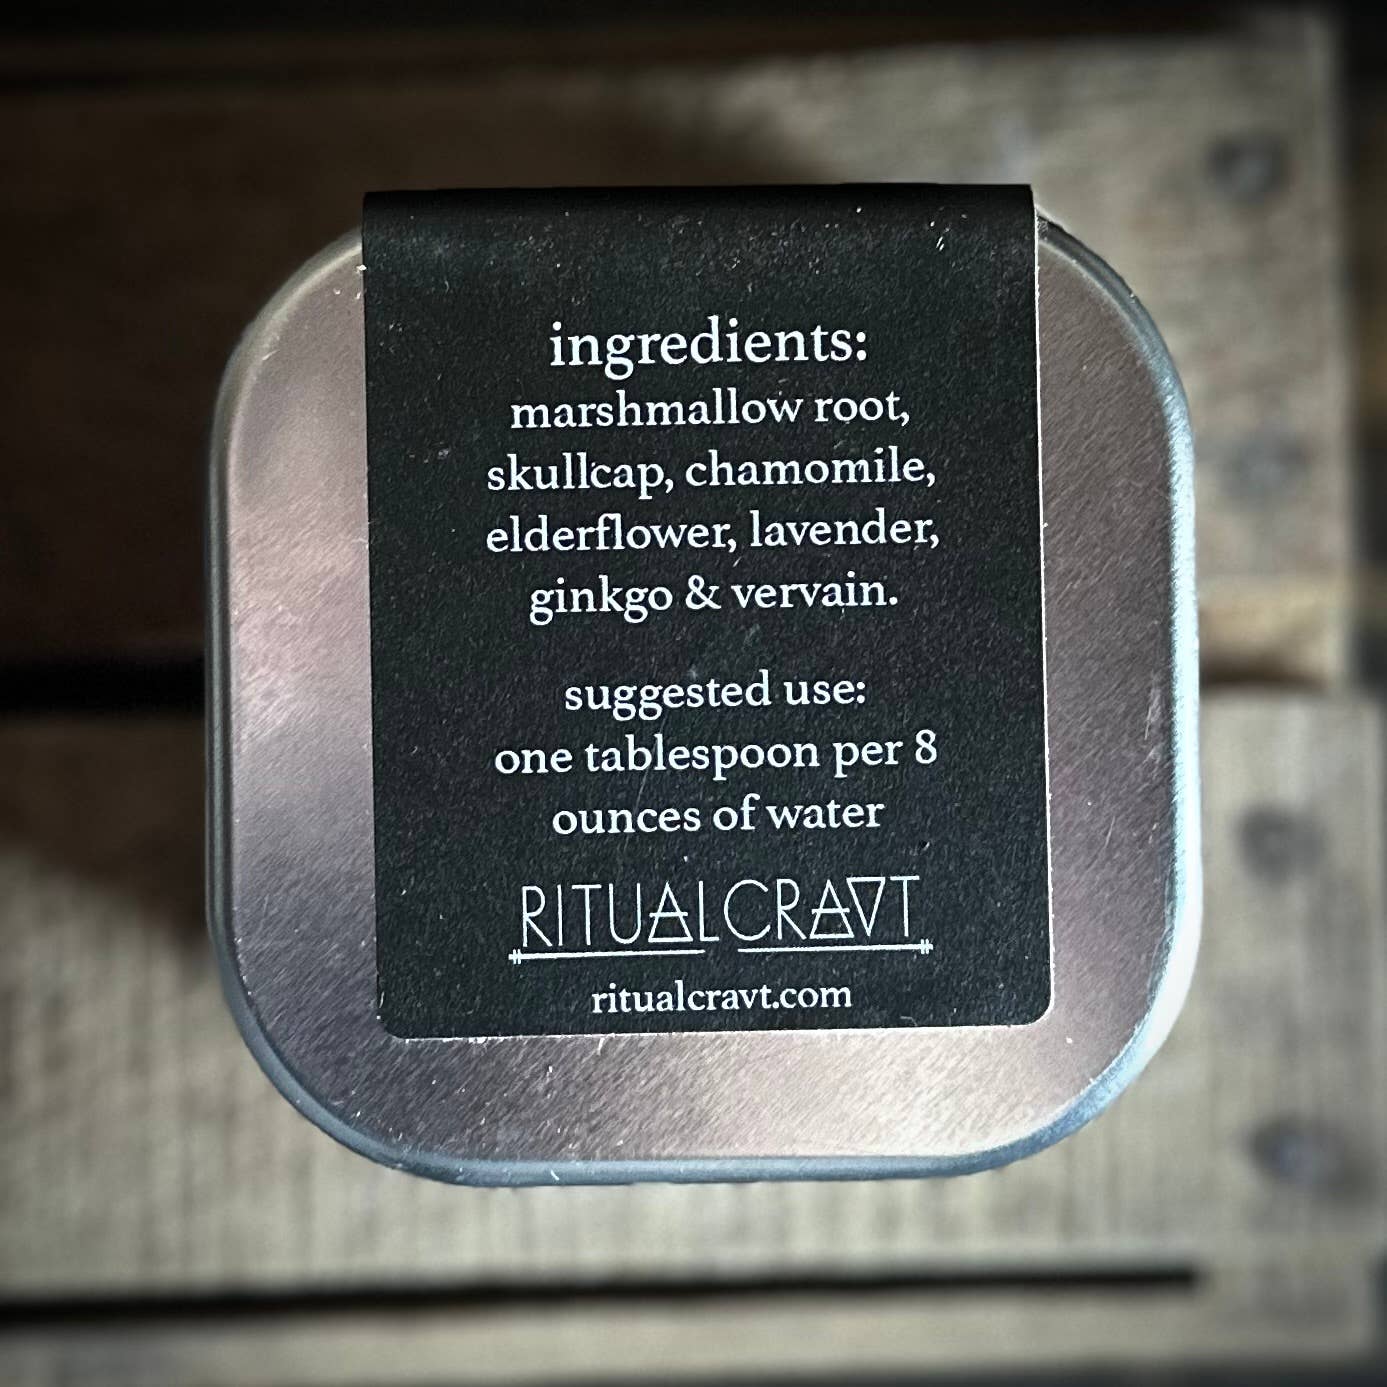 ingredients:
marshmallow root,
skullcap, chamomile,
elderflower, lavender,
ginkgo & vervain.
suggested use:
one tablespoon per 8
ounces of water
RITUALCRAVT
ritualcravt.com